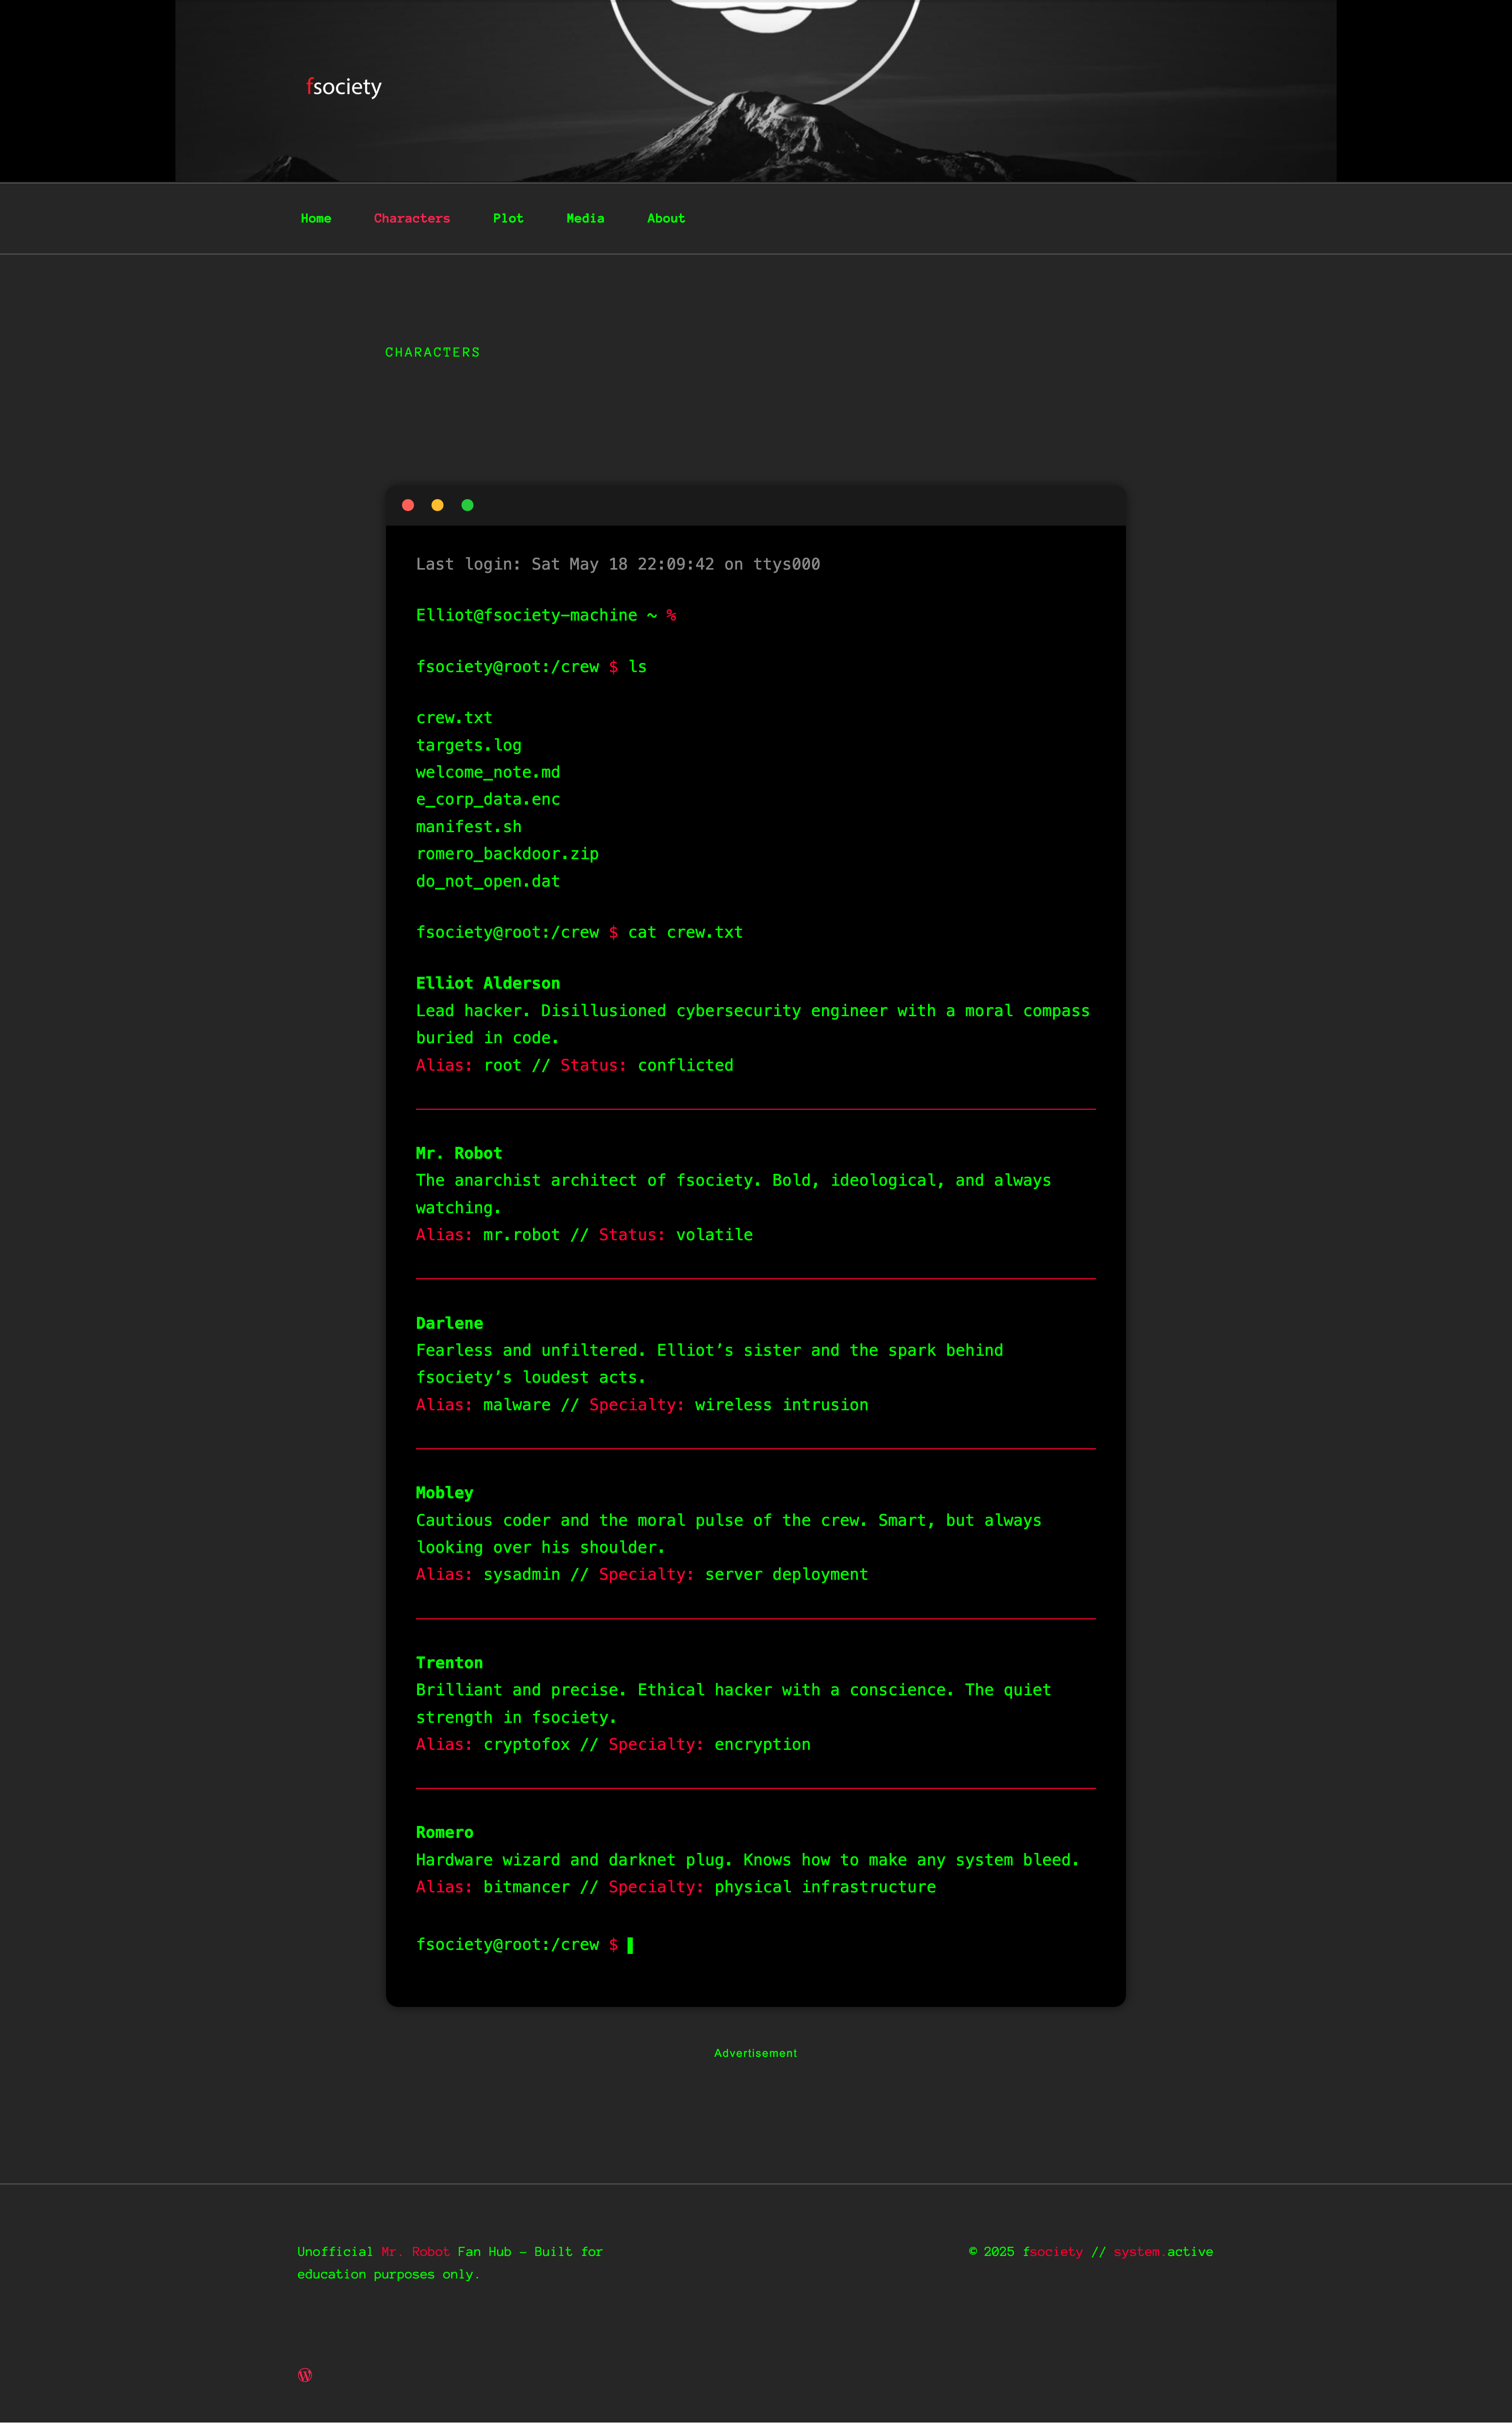 fsociety
Home Characters Plot Media About
CHARACTERS
Last login: Sat May 18 22:09:42 on ttys000
Elliot@fsociety-machine ~ %
fsociety@root:/crew $ ls
crew.txt
targets.log
welcome_note.md
e_corp_data.enc
manifest.sh
romero_backdoor.zip
do_not_open.dat
fsociety@root:/crew $ cat crew.txt
Elliot Alderson
Lead hacker. Disillusioned cybersecurity engineer with a moral compass
buried in code.
Alias: root // Status: conflicted
Mr. Robot
The anarchist architect of fsociety. Bold, ideological, and always
watching.
Alias: mr.robot // Status: volatile
Darlene
Fearless and unfiltered. Elliot’s sister and the spark behind
fsociety’s loudest acts.
Alias: malware // Specialty: wireless intrusion
Mobley
Cautious coder and the moral pulse of the crew. Smart, but always
looking over his shoulder.
Alias: sysadmin // Specialty: server deployment
Trenton
Brilliant and precise. Ethical hacker with a conscience. The quiet
strength in fsociety.
Alias: cryptofox // Specialty: encryption
Romero
Hardware wizard and darknet plug. Knows how to make any system bleed.
Alias: bitmancer // Specialty: physical infrastructure
fsociety@root:/crew $
Advertisement
Unofficial Mr. Robot Fan Hub – Built for
education purposes only.
© 2025 fsociety // system.active